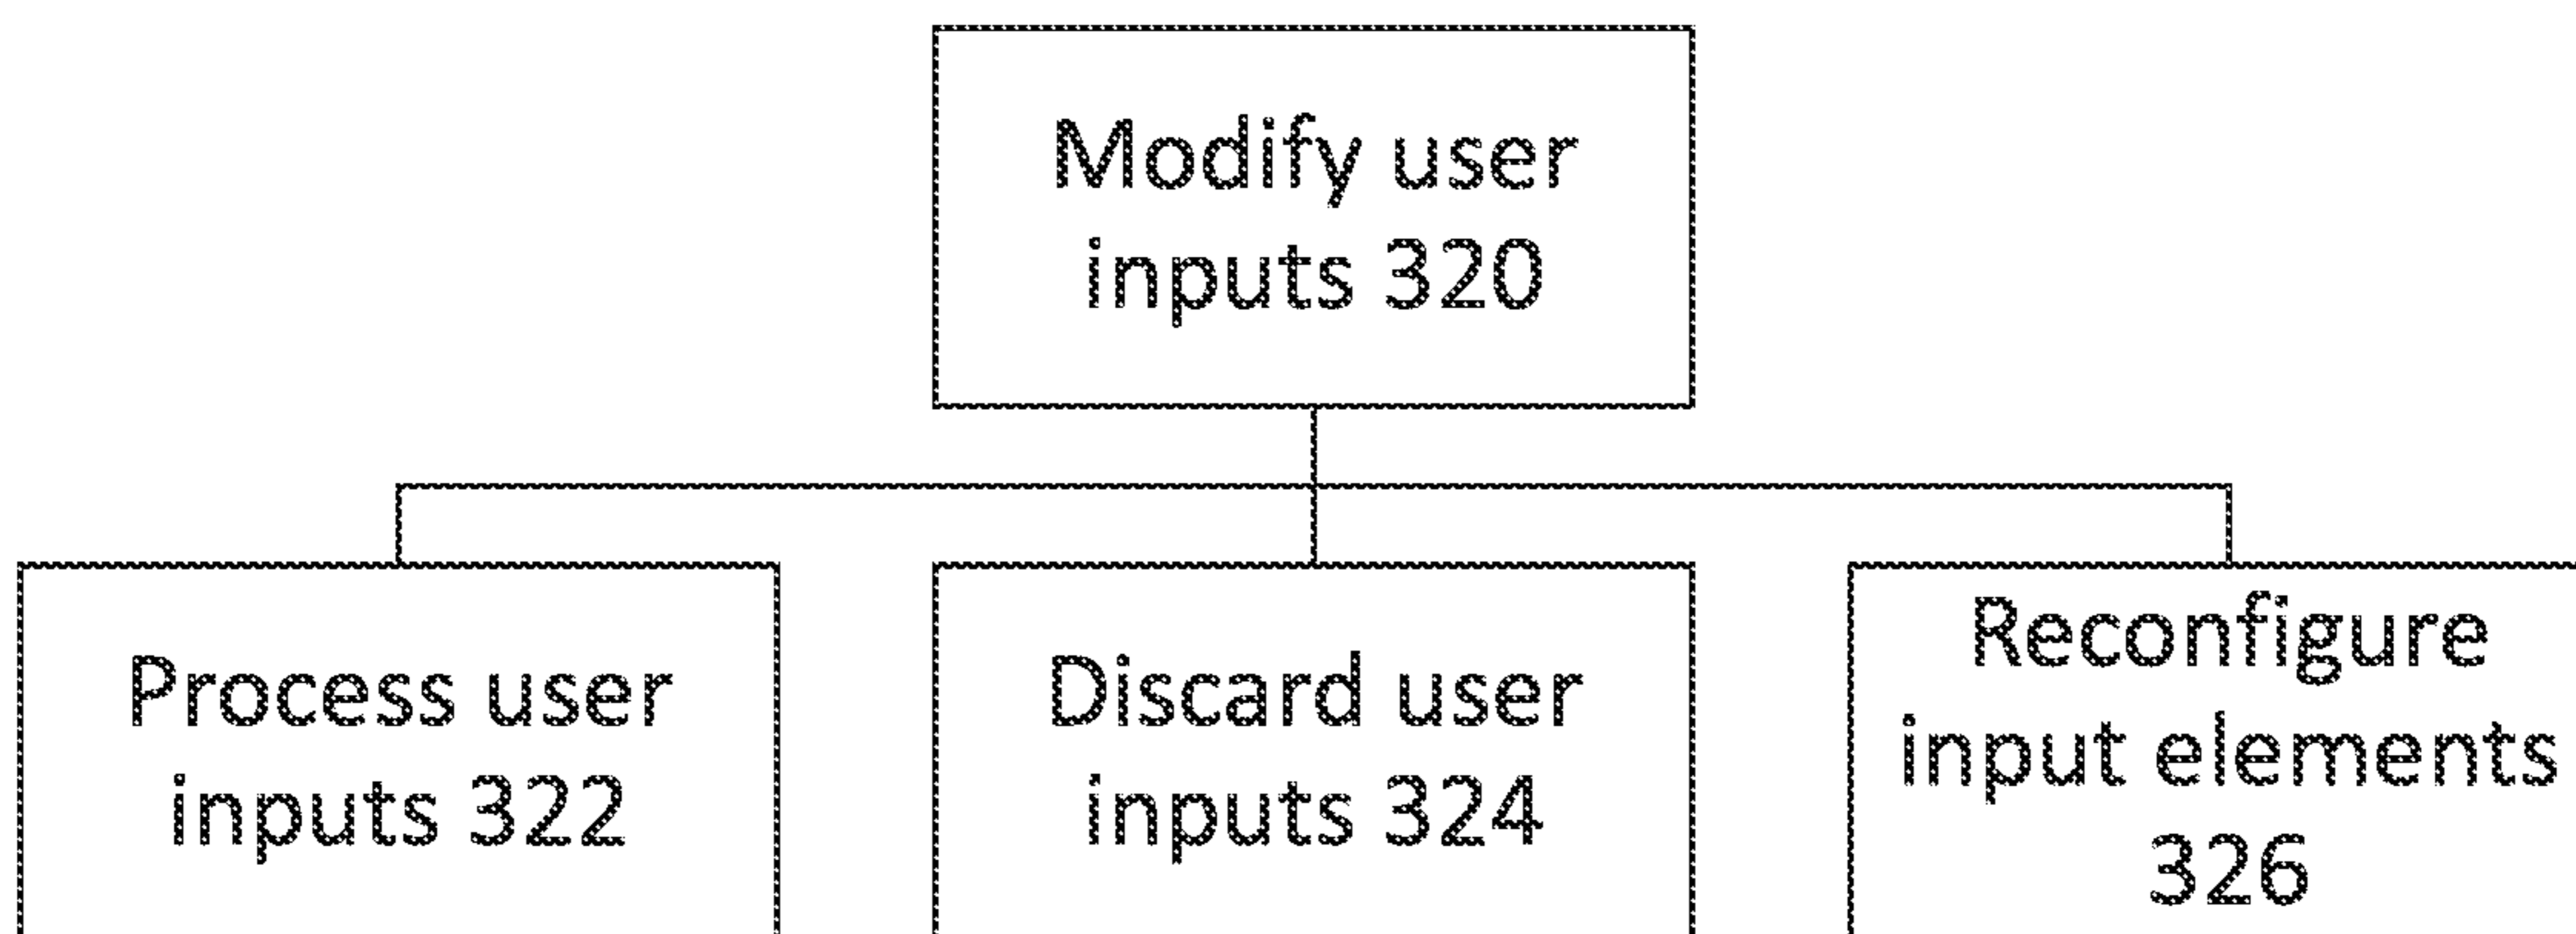 Modify user
inputs 320
Process user
inputs 322
Discard user
inputs 324
Reconfigure
input elements
326